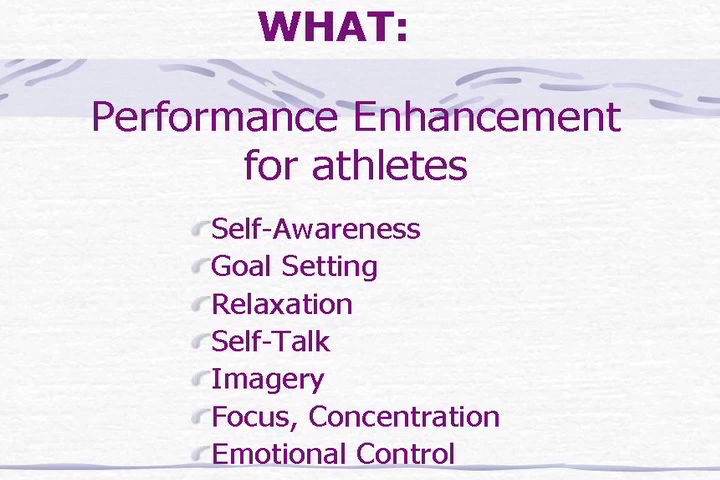 WHAT:
Performance Enhancement
for athletes
Self-Awareness
Goal Setting
Relaxation
Self-Talk
Imagery
Focus, Concentration
Emotional Control